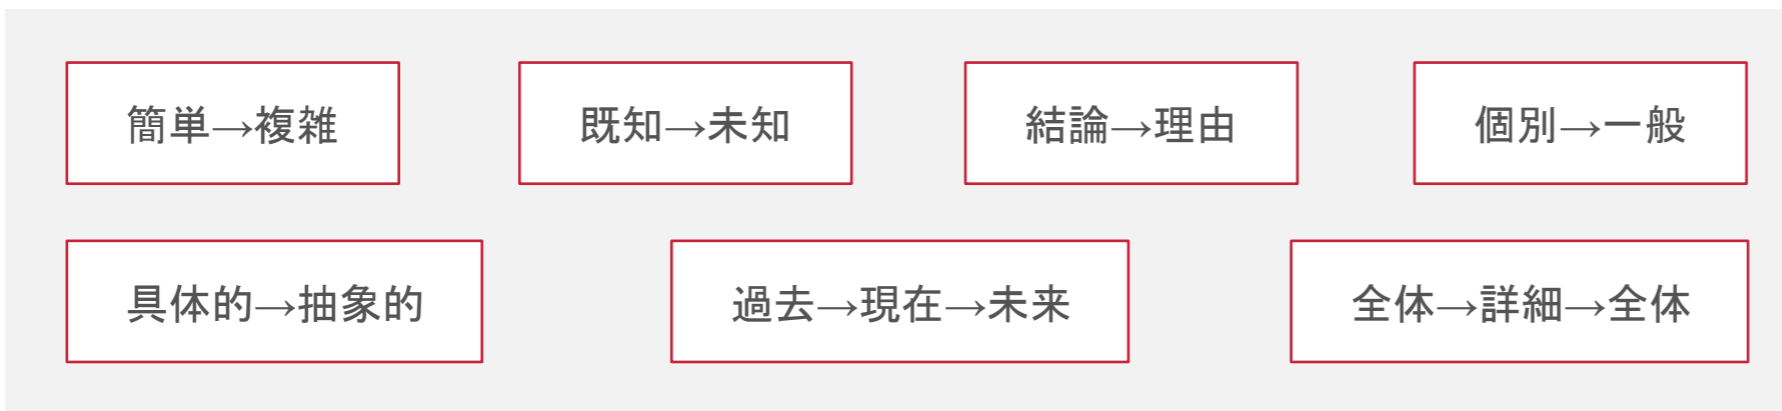 簡単→複雑
既知→未知
結論→理由
個別→一般
具体的→抽象的
過去→現在→未来
全体→詳細→全体